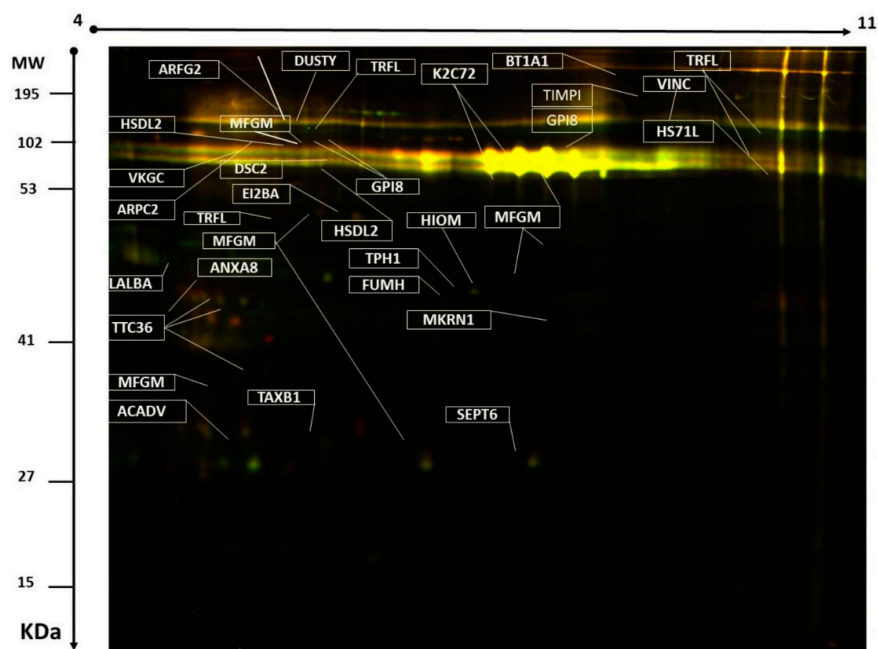 4
11
MW
195
102
53
41
27
15
KDa
ARFG2
DUSTY
TRFL
K2C72
BT1A1
TRFL
VINC
TIMPI
GPI8
HS71L
HSDL2
MFGM
VKGC
DSC2
GPI8
ARPC2
EI2BA
TRFL
HSDL2
HIOM
MFGM
MFGM
TPH1
ANXA8
LALBA
FUMH
MKRN1
TTC36
MFGM
ACADV
TAXB1
SEPT6